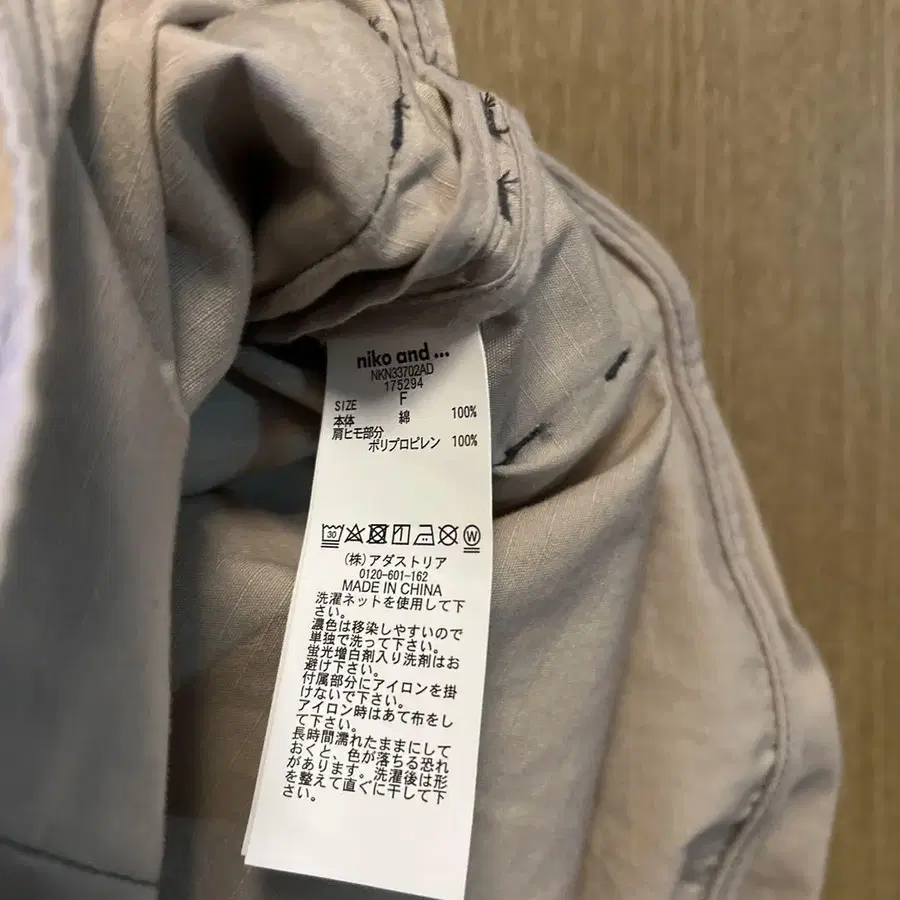 niko and ...
NKN33702AD
175294
SIZE F
本体 綿 100%
肩ヒモ部分
ポリプロピレン 100%
30 W
(株)アダストリア
0120-601-162
MADE IN CHINA
洗濯ネットを使用して下
さい。
濃色は移染しやすいので
単独で洗って下さい。
蛍光増白剤入り洗剤はお
避け下さい。
付属部分にアイロンを掛
けないで下さい。
アイロン時はあて布をし
て下さい。
長時間濡れたままにして
おくと、色が落ちる恐れ
があります。洗濯後は形
を整えて直ぐに干して下
さい。